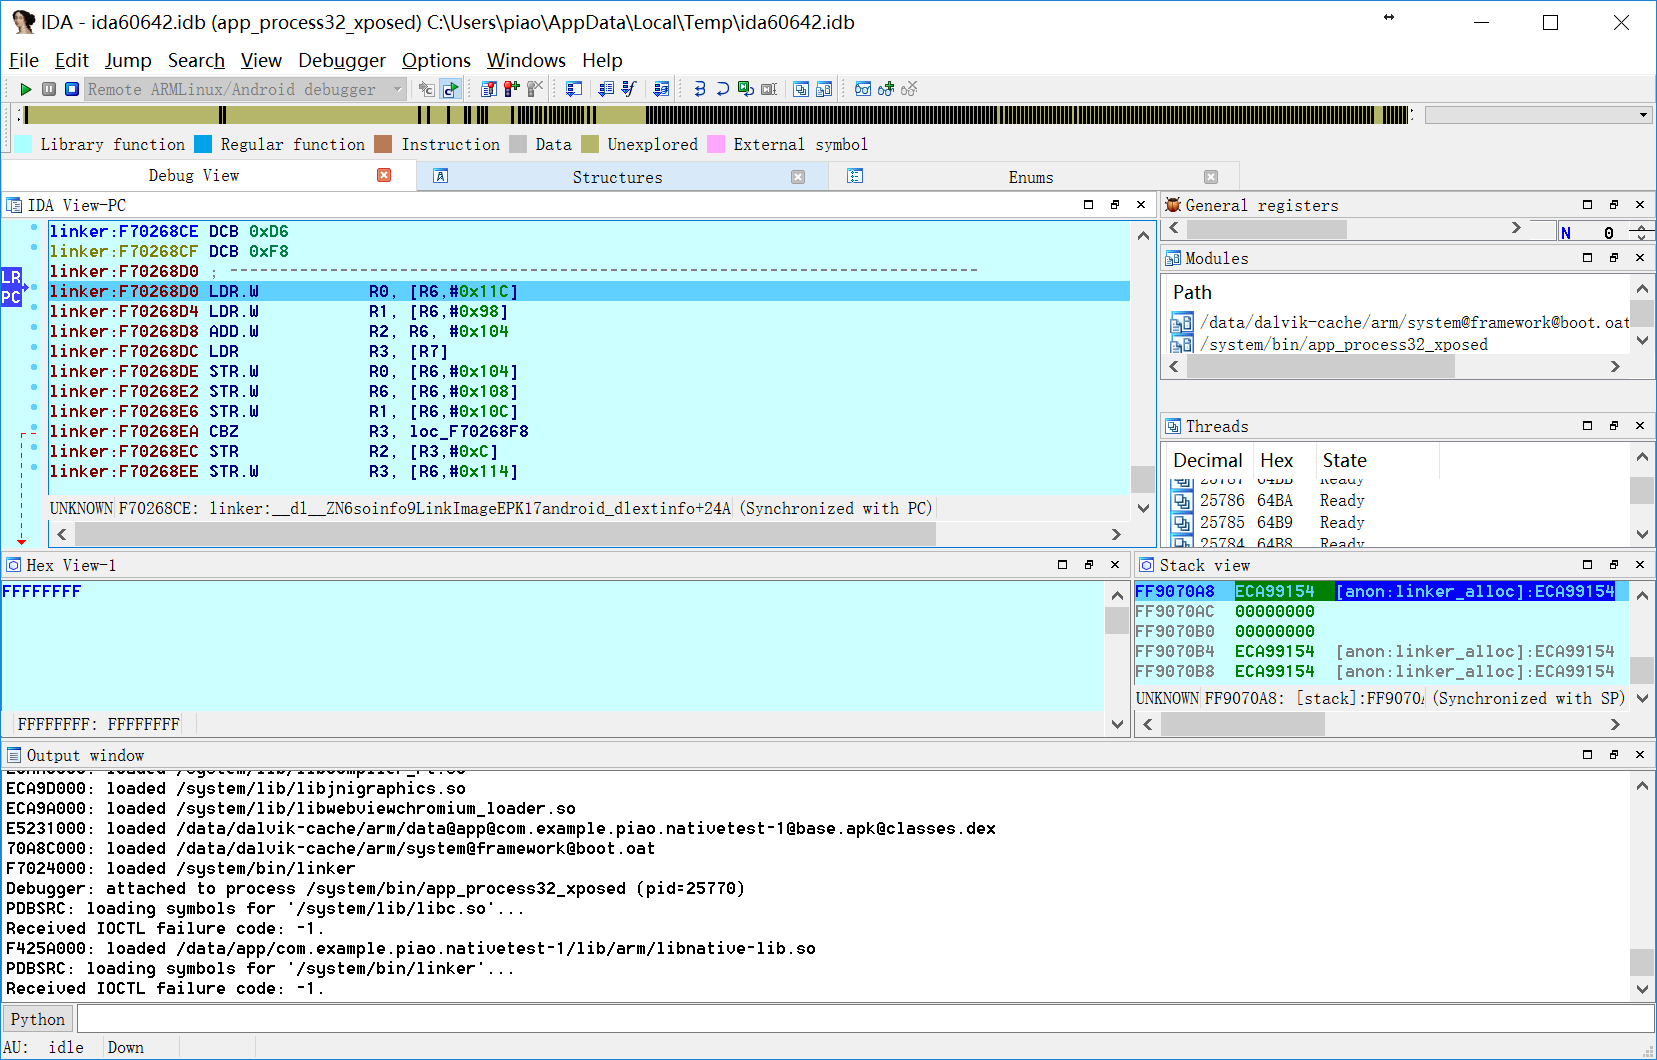 IDA - ida60642.idb (app_process32_xposed) C:\Users\piao\AppData\Local\Temp\ida60642.idb
File Edit Jump Search View Debugger Options Windows Help
Remote ARMLinux/Android debugger
Library function Regular function Instruction Data Unexplored External symbol
Debug View Structures Enums
IDA View-PC
linker:F70268CE DCB 0xD6
linker:F70268CF DCB 0xF8
linker:F70268D0 ; ---------------------------------------------------------------------------
linker:F70268D0 LDR.W R0, [R6,#0x11C]
linker:F70268D4 LDR.W R1, [R6,#0x98]
linker:F70268D8 ADD.W R2, R6, #0x104
linker:F70268DC LDR R3, [R7]
linker:F70268DE STR.W R0, [R6,#0x104]
linker:F70268E2 STR.W R6, [R6,#0x108]
linker:F70268E6 STR.W R1, [R6,#0x10C]
linker:F70268EA CBZ R3, loc_F70268F8
linker:F70268EC STR R2, [R3,#0xC]
linker:F70268EE STR.W R3, [R6,#0x114]
LR
PC
UNKNOWN F70268CE: linker:__dl__ZN6soinfo9LinkImageEPK17android_dlextinfo+24A (Synchronized with PC)
General registers
N 0
Modules
Path
/data/dalvik-cache/arm/system@framework@boot.oat
/system/bin/app_process32_xposed
Threads
Decimal Hex State
25787 64BB Ready
25786 64BA Ready
25785 64B9 Ready
25784 64B8 Ready
Hex View-1
FFFFFFFF
FFFFFFFF: FFFFFFFF
Stack view
FF9070A8 ECA99154 [anon:linker_alloc]:ECA99154
FF9070AC 00000000
FF9070B0 00000000
FF9070B4 ECA99154 [anon:linker_alloc]:ECA99154
FF9070B8 ECA99154 [anon:linker_alloc]:ECA99154
UNKNOWN FF9070A8: [stack]:FF9070A (Synchronized with SP)
Output window
ECA9D000: loaded /system/lib/libjnigraphics.so
ECA9A000: loaded /system/lib/libwebviewchromium_loader.so
E5231000: loaded /data/dalvik-cache/arm/data@app@com.example.piao.nativetest-1@base.apk@classes.dex
70A8C000: loaded /data/dalvik-cache/arm/system@framework@boot.oat
F7024000: loaded /system/bin/linker
Debugger: attached to process /system/bin/app_process32_xposed (pid=25770)
PDBSRC: loading symbols for '/system/lib/libc.so'...
Received IOCTL failure code: -1.
F425A000: loaded /data/app/com.example.piao.nativetest-1/lib/arm/libnative-lib.so
PDBSRC: loading symbols for '/system/bin/linker'...
Received IOCTL failure code: -1.
Python
AU: idle Down